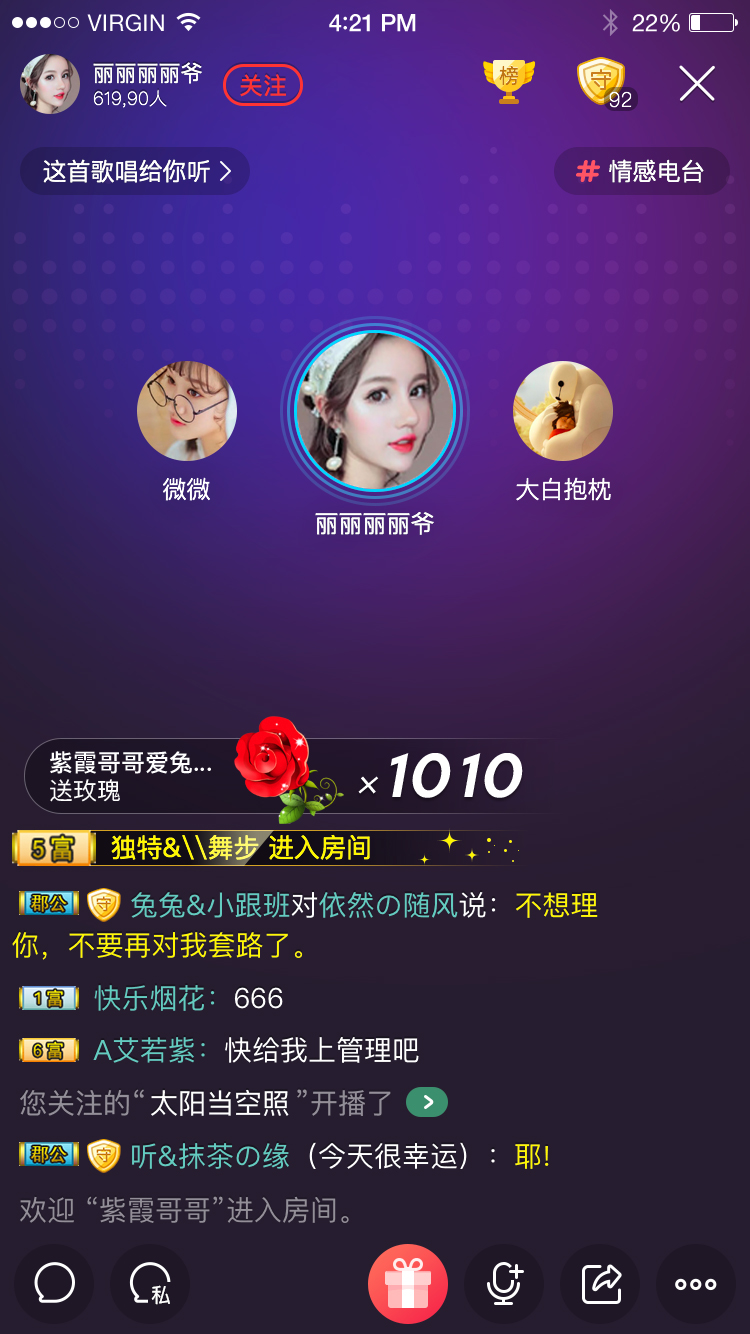 VIRGIN 4:21 PM 22%
丽丽丽丽爷
619,90人
关注
榜
守 92
这首歌唱给你听
# 情感电台
微微
丽丽丽丽爷
大白抱枕
紫霞哥哥爱兔...
送玫瑰
×1010
5富 独特&\\舞步 进入房间
郡公 守 兔兔&小跟班对依然の随风说：不想理
你，不要再对我套路了。
1富 快乐烟花：666
6富 A艾若紫：快给我上管理吧
您关注的“太阳当空照 ”开播了
郡公 守 听&抹茶の缘（今天很幸运）：耶!
欢迎 “紫霞哥哥”进入房间。
私